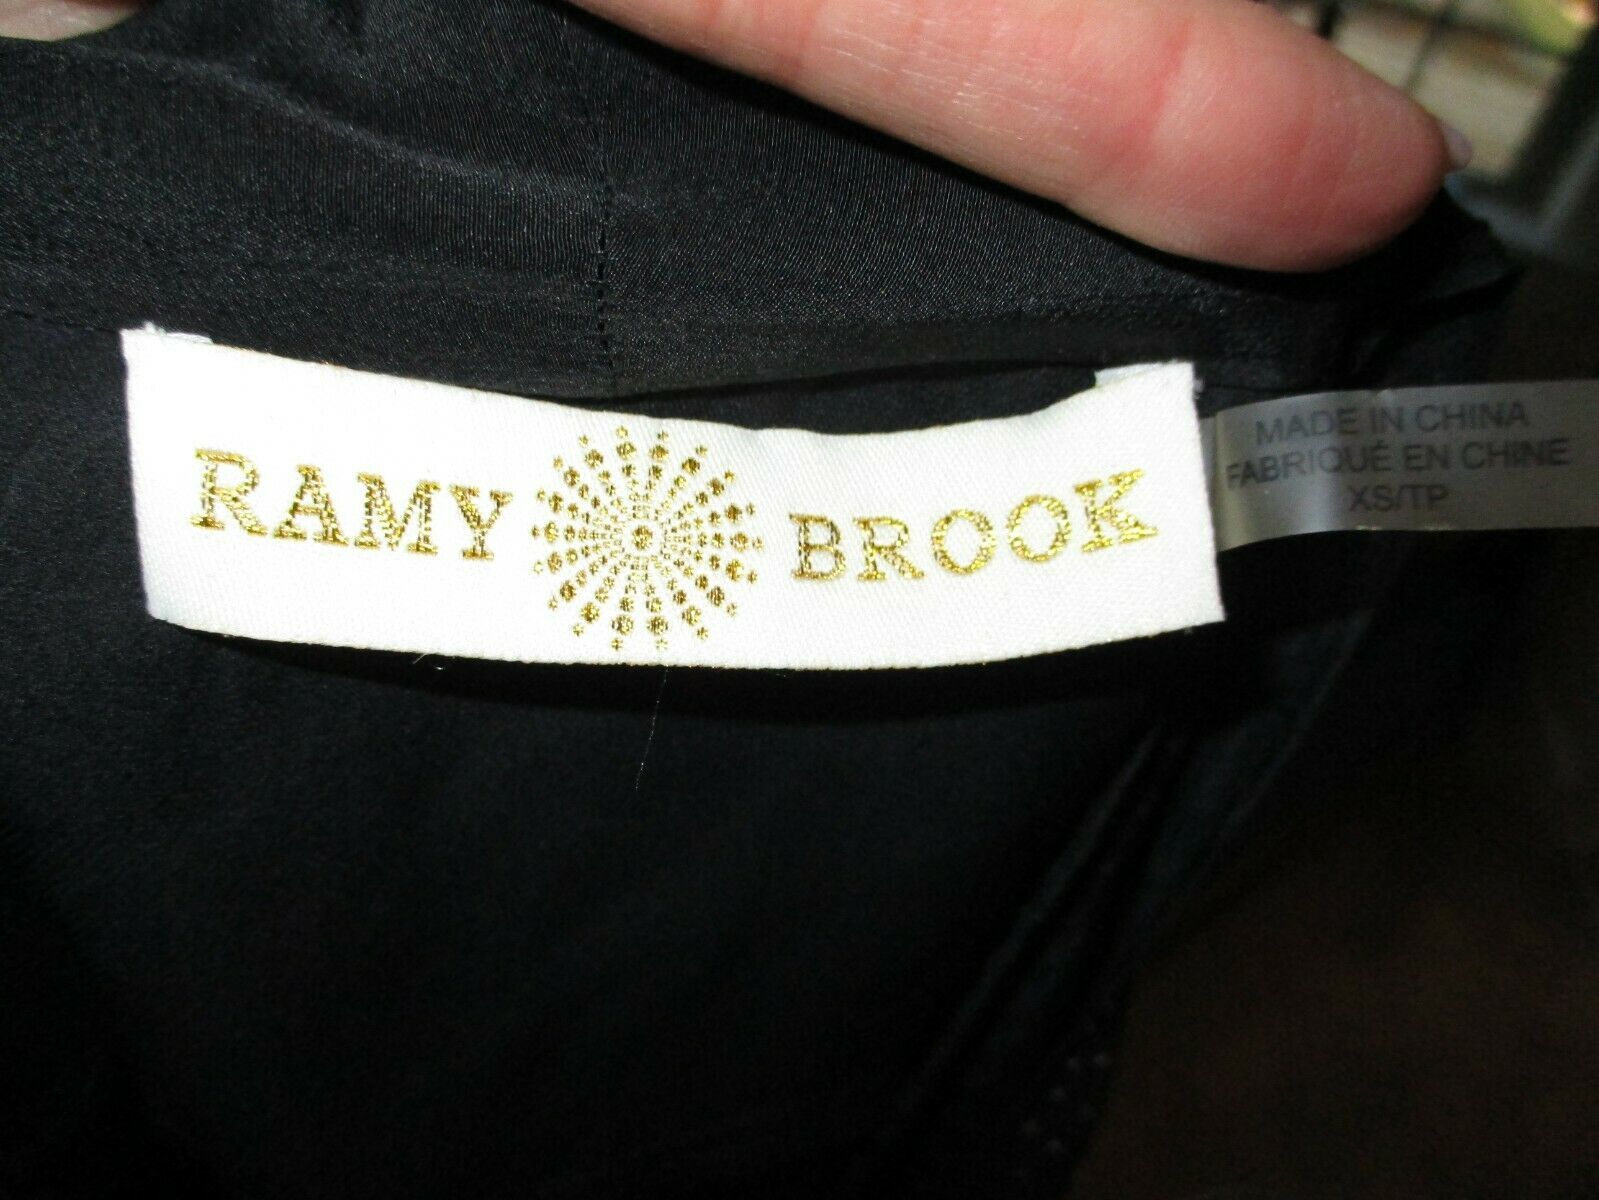 RAMY BROOK
MADE IN CHINA
FABRIQUÉ EN CHINE
XS/TP